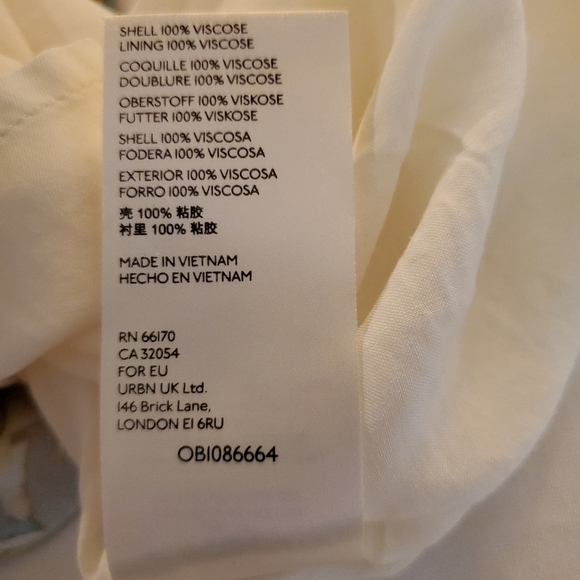 SHELL 100% VISCOSE
LINING 100% VISCOSE
COQUILLE 100% VISCOSE
DOUBLURE 100% VISCOSE
OBERSTOFF 100% VISKOSE
FUTTER 100% VISKOSE
SHELL 100% VISCOSA
FODERA 100% VISCOSA
EXTERIOR 100% VISCOSA
FORRO 100% VISCOSA
壳 100% 粘胶
衬里 100% 粘胶
MADE IN VIETNAM
HECHO EN VIETNAM
RN 66170
CA 32054
FOR EU
URBN UK Ltd.
146 Brick Lane,
LONDON E1 6RU
OB1086664